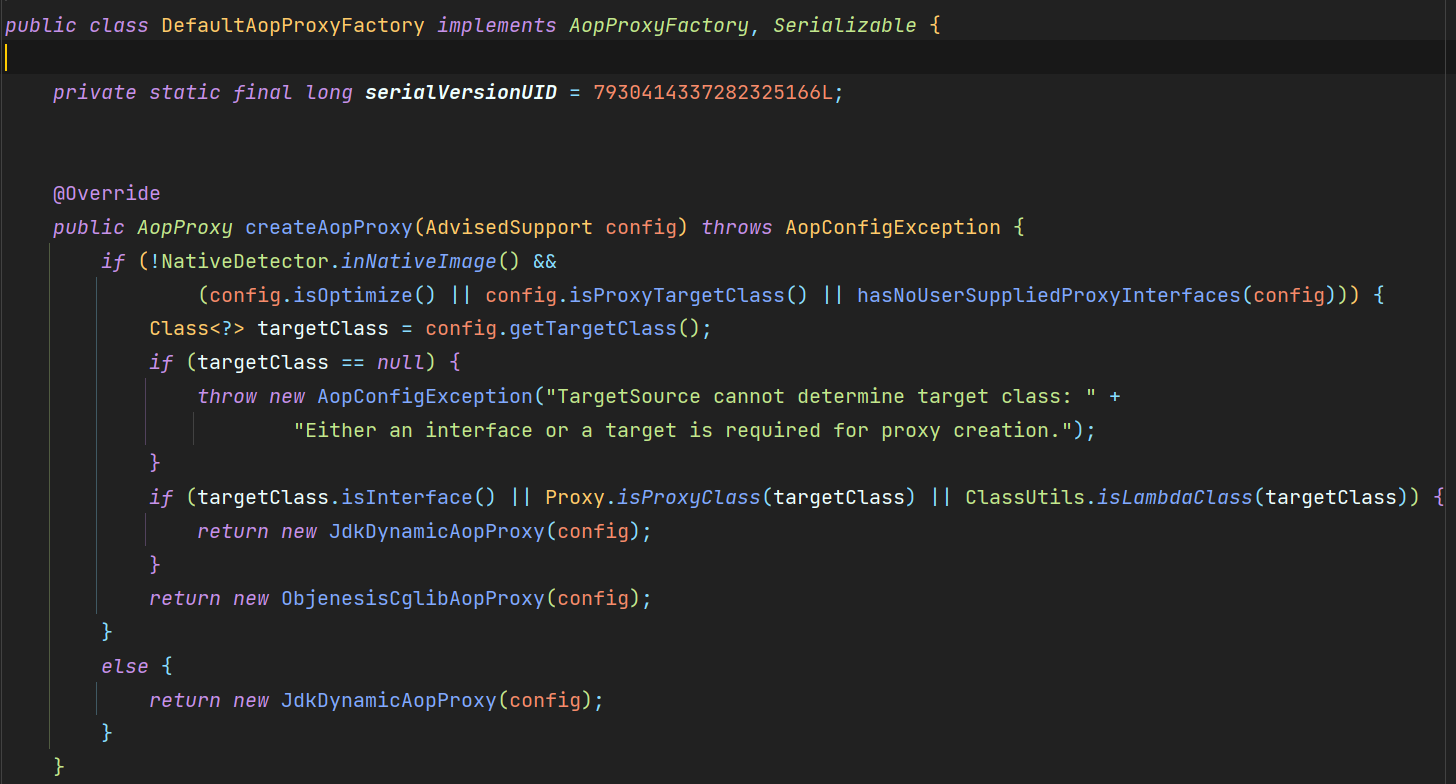 public class DefaultAopProxyFactory implements AopProxyFactory, Serializable {
private static final long serialVersionUID = 7930414337282325166L;
@Override
public AopProxy createAopProxy(AdvisedSupport config) throws AopConfigException {
if (!NativeDetector.inNativeImage() &&
(config.isOptimize() || config.isProxyTargetClass() || hasNoUserSuppliedProxyInterfaces(config))) {
Class<?> targetClass = config.getTargetClass();
if (targetClass == null) {
throw new AopConfigException("TargetSource cannot determine target class: " +
"Either an interface or a target is required for proxy creation.");
}
if (targetClass.isInterface() || Proxy.isProxyClass(targetClass) || ClassUtils.isLambdaClass(targetClass)) {
return new JdkDynamicAopProxy(config);
}
return new ObjenesisCglibAopProxy(config);
}
else {
return new JdkDynamicAopProxy(config);
}
}